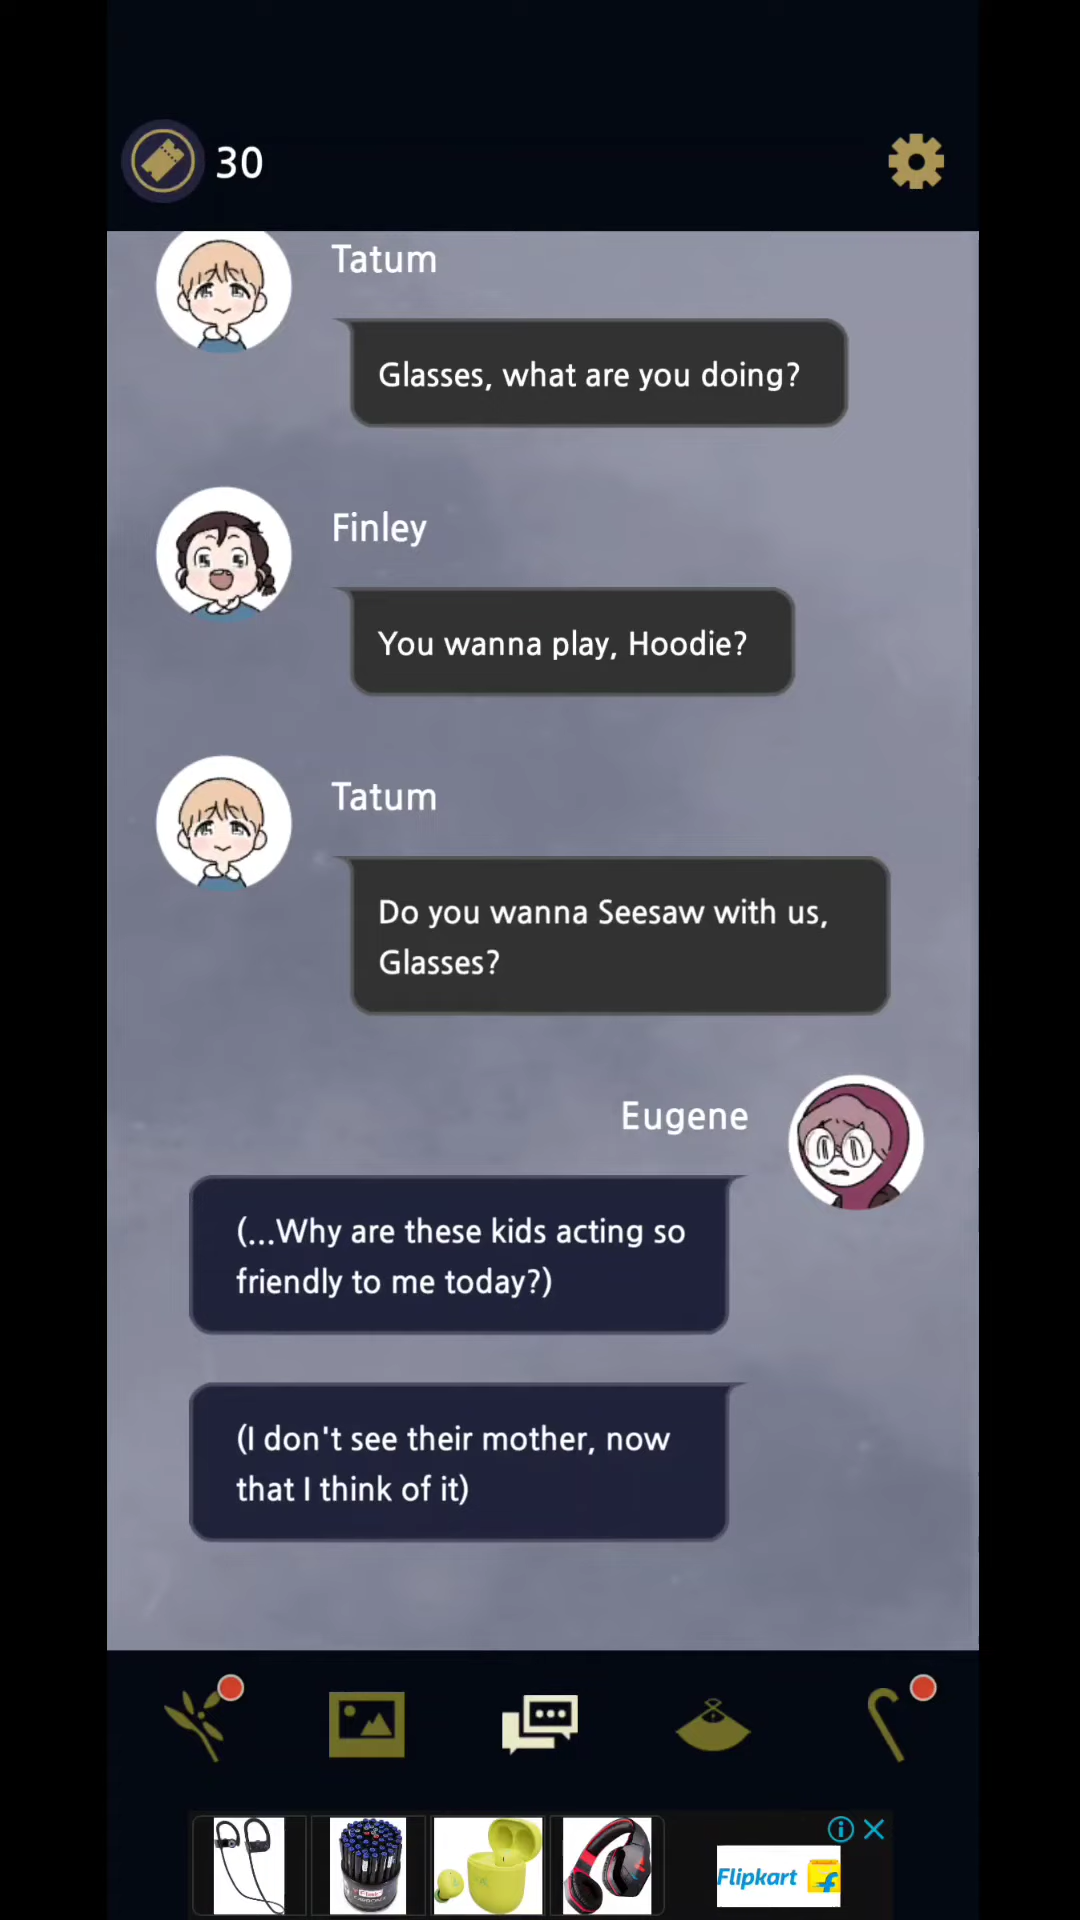 30
Tatum
Glasses, what are you doing?
Finley
You wanna play, Hoodie?
Tatum
Do you wanna Seesaw with us,
Glasses?
Eugene
(...Why are these kids acting so
friendly to me today?)
(I don't see their mother, now
that I think of it)
Flipkart